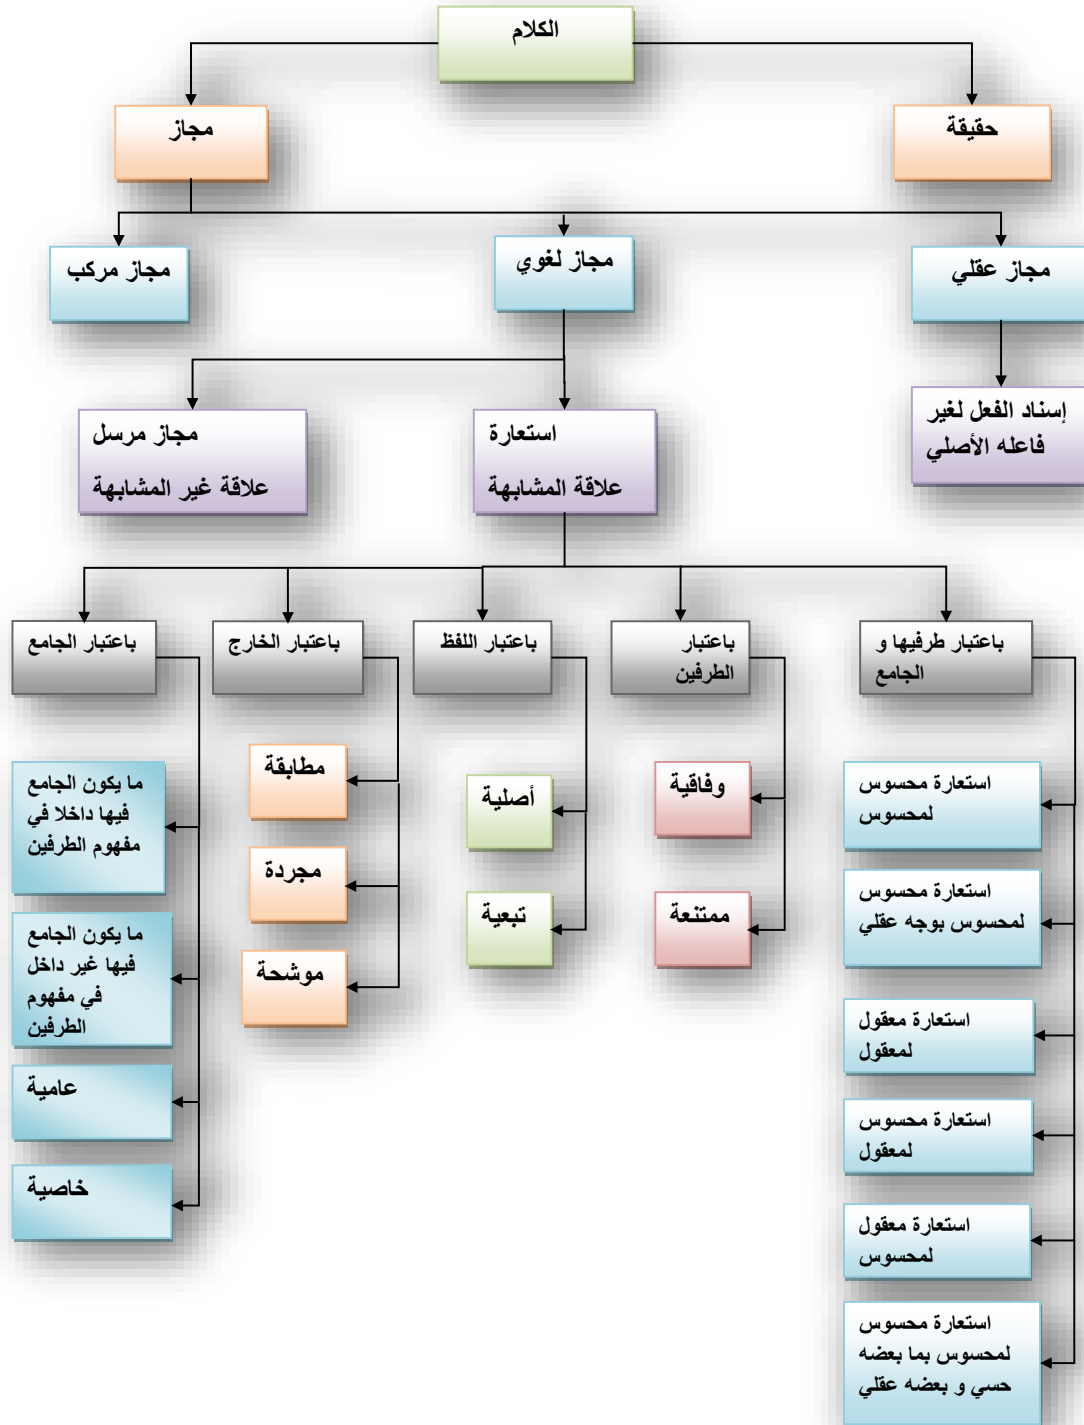 الكلام
حقيقة
مجاز
مجاز عقلي
مجاز لغوي
مجاز مركب
إسناد الفعل لغير
فاعله الأصلي
استعارة
علاقة المشابهة
مجاز مرسل
علاقة غير المشابهة
باعتبار طرفيها و
الجامع
باعتبار
الطرفين
باعتبار اللفظ
باعتبار الخارج
باعتبار الجامع
استعارة محسوس
لمحسوس
استعارة محسوس
لمحسوس بوجه عقلي
استعارة معقول
لمعقول
استعارة محسوس
لمعقول
استعارة معقول
لمحسوس
استعارة محسوس
لمحسوس بما بعضه
حسي و بعضه عقلي
وفاقية
ممتنعة
أصلية
تبعية
مطابقة
مجردة
موشحة
ما يكون الجامع
فيها داخلا في
مفهوم الطرفين
ما يكون الجامع
فيها غير داخل
في مفهوم
الطرفين
عامية
خاصية